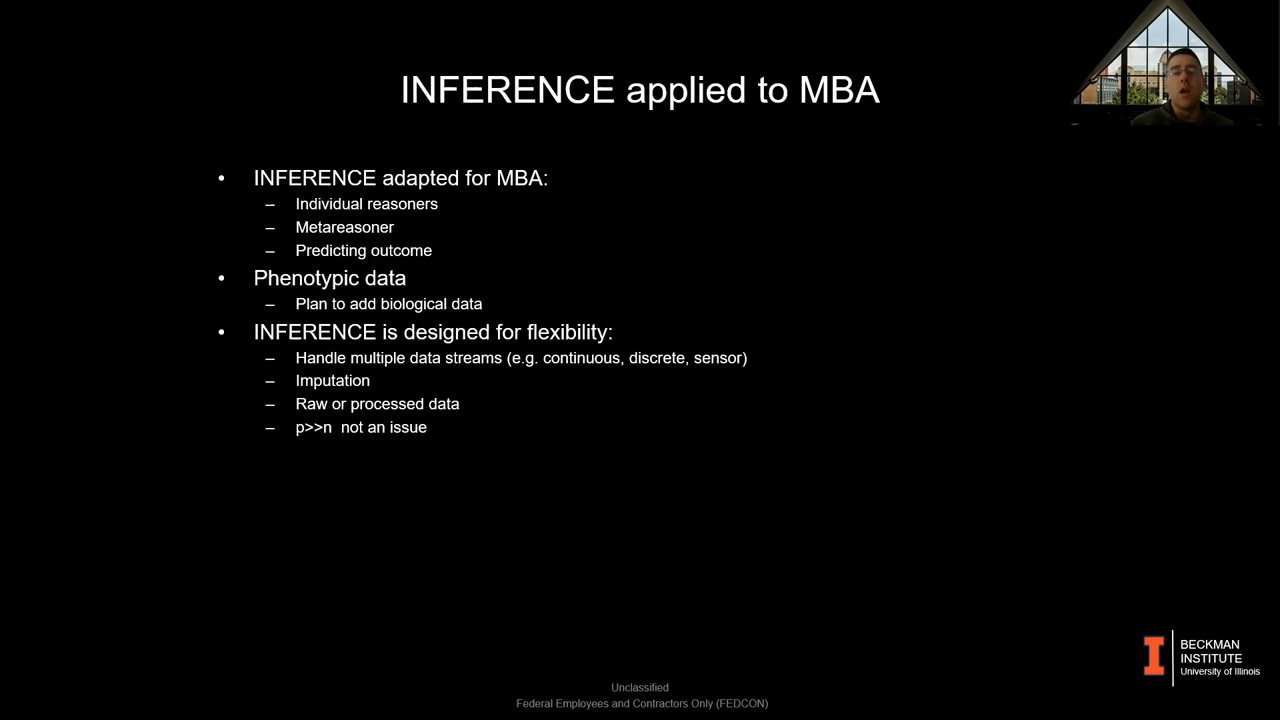 INFERENCE applied to MBA
• INFERENCE adapted for MBA:
– Individual reasoners
– Metareasoner
– Predicting outcome
• Phenotypic data
– Plan to add biological data
• INFERENCE is designed for flexibility:
– Handle multiple data streams (e.g. continuous, discrete, sensor)
– Imputation
– Raw or processed data
– p>>n  not an issue
I
BECKMAN
INSTITUTE
University of Illinois
Unclassified
Federal Employees and Contractors Only (FEDCON)